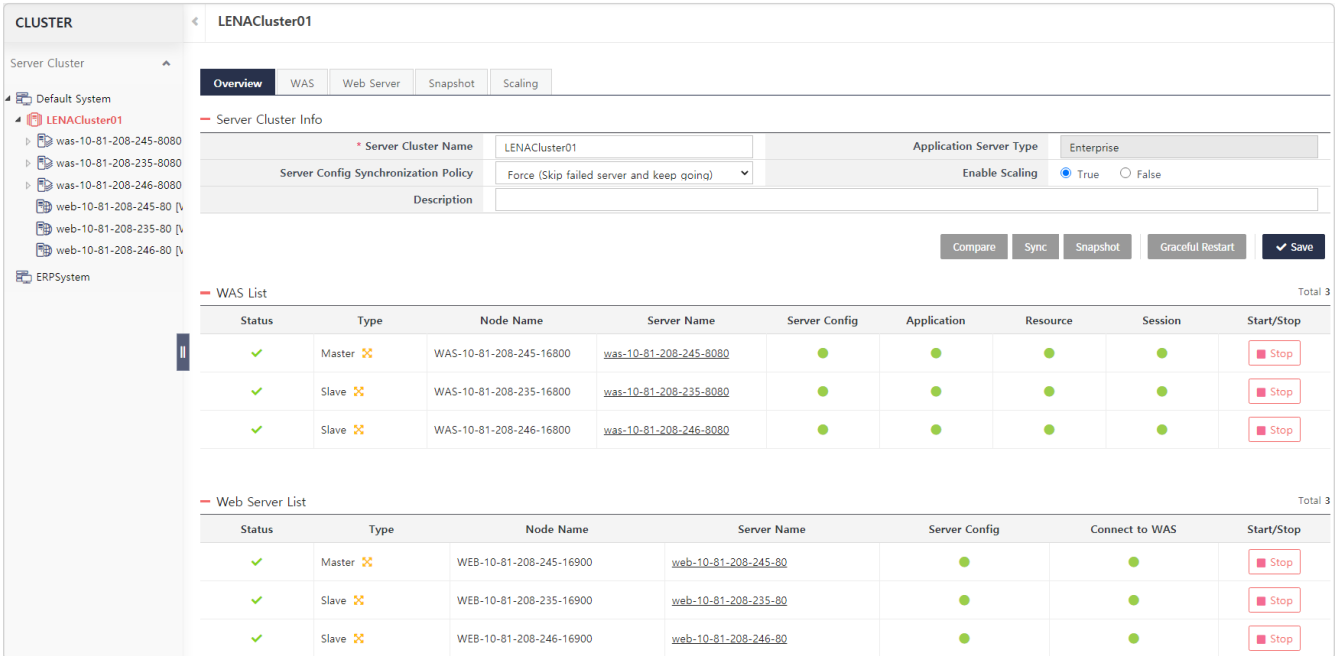 CLUSTER
LENACluster01
Server Cluster
Overview WAS Web Server Snapshot Scaling
Default System
LENACluster01
was-10-81-208-245-8080
was-10-81-208-235-8080
was-10-81-208-246-8080
web-10-81-208-245-80 [V
web-10-81-208-235-80 [V
web-10-81-208-246-80 [V
ERPSystem
Server Cluster Info
* Server Cluster Name LENACluster01 Application Server Type Enterprise
Server Config Synchronization Policy Force (Skip failed server and keep going) Enable Scaling True False
Description
Compare Sync Snapshot Graceful Restart Save
WAS List Total 3
Status Type Node Name Server Name Server Config Application Resource Session Start/Stop
Master WAS-10-81-208-245-16800 was-10-81-208-245-8080 Stop
Slave WAS-10-81-208-235-16800 was-10-81-208-235-8080 Stop
Slave WAS-10-81-208-246-16800 was-10-81-208-246-8080 Stop
Web Server List Total 3
Status Type Node Name Server Name Server Config Connect to WAS Start/Stop
Master WEB-10-81-208-245-16900 web-10-81-208-245-80 Stop
Slave WEB-10-81-208-235-16900 web-10-81-208-235-80 Stop
Slave WEB-10-81-208-246-16900 web-10-81-208-246-80 Stop